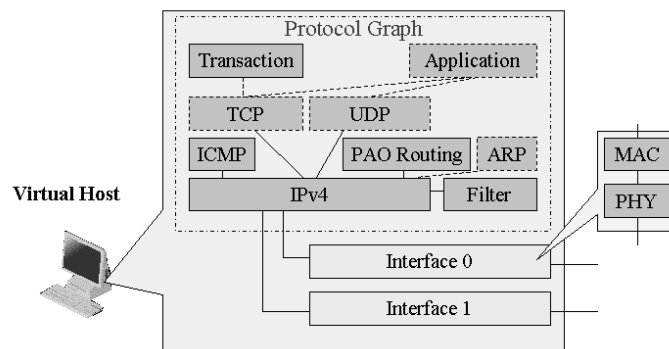 Protocol Graph
Transaction
Application
TCP
UDP
ICMP
PAO Routing
ARP
MAC
IPv4
Filter
PHY
Virtual Host
Interface 0
Interface 1